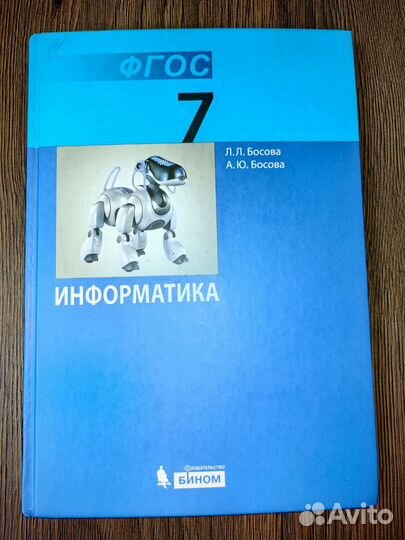 ФГОС
7
Л. Л. Босова
А. Ю. Босова
ИНФОРМАТИКА
ИЗДАТЕЛЬСТВО
БИНОМ
Avito